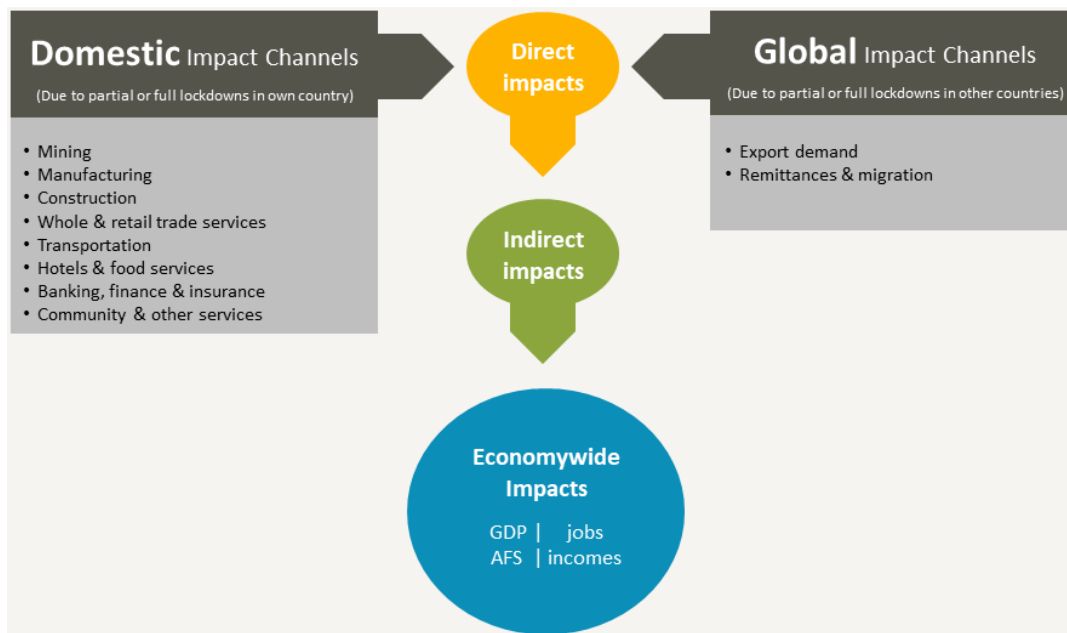 Domestic Impact Channels
(Due to partial or full lockdowns in own country)
• Mining
• Manufacturing
• Construction
• Whole & retail trade services
• Transportation
• Hotels & food services
• Banking, finance & insurance
• Community & other services
Direct
impacts
Global Impact Channels
(Due to partial or full lockdowns in other countries)
• Export demand
• Remittances & migration
Indirect
impacts
Economywide
Impacts
GDP | jobs
AFS | incomes